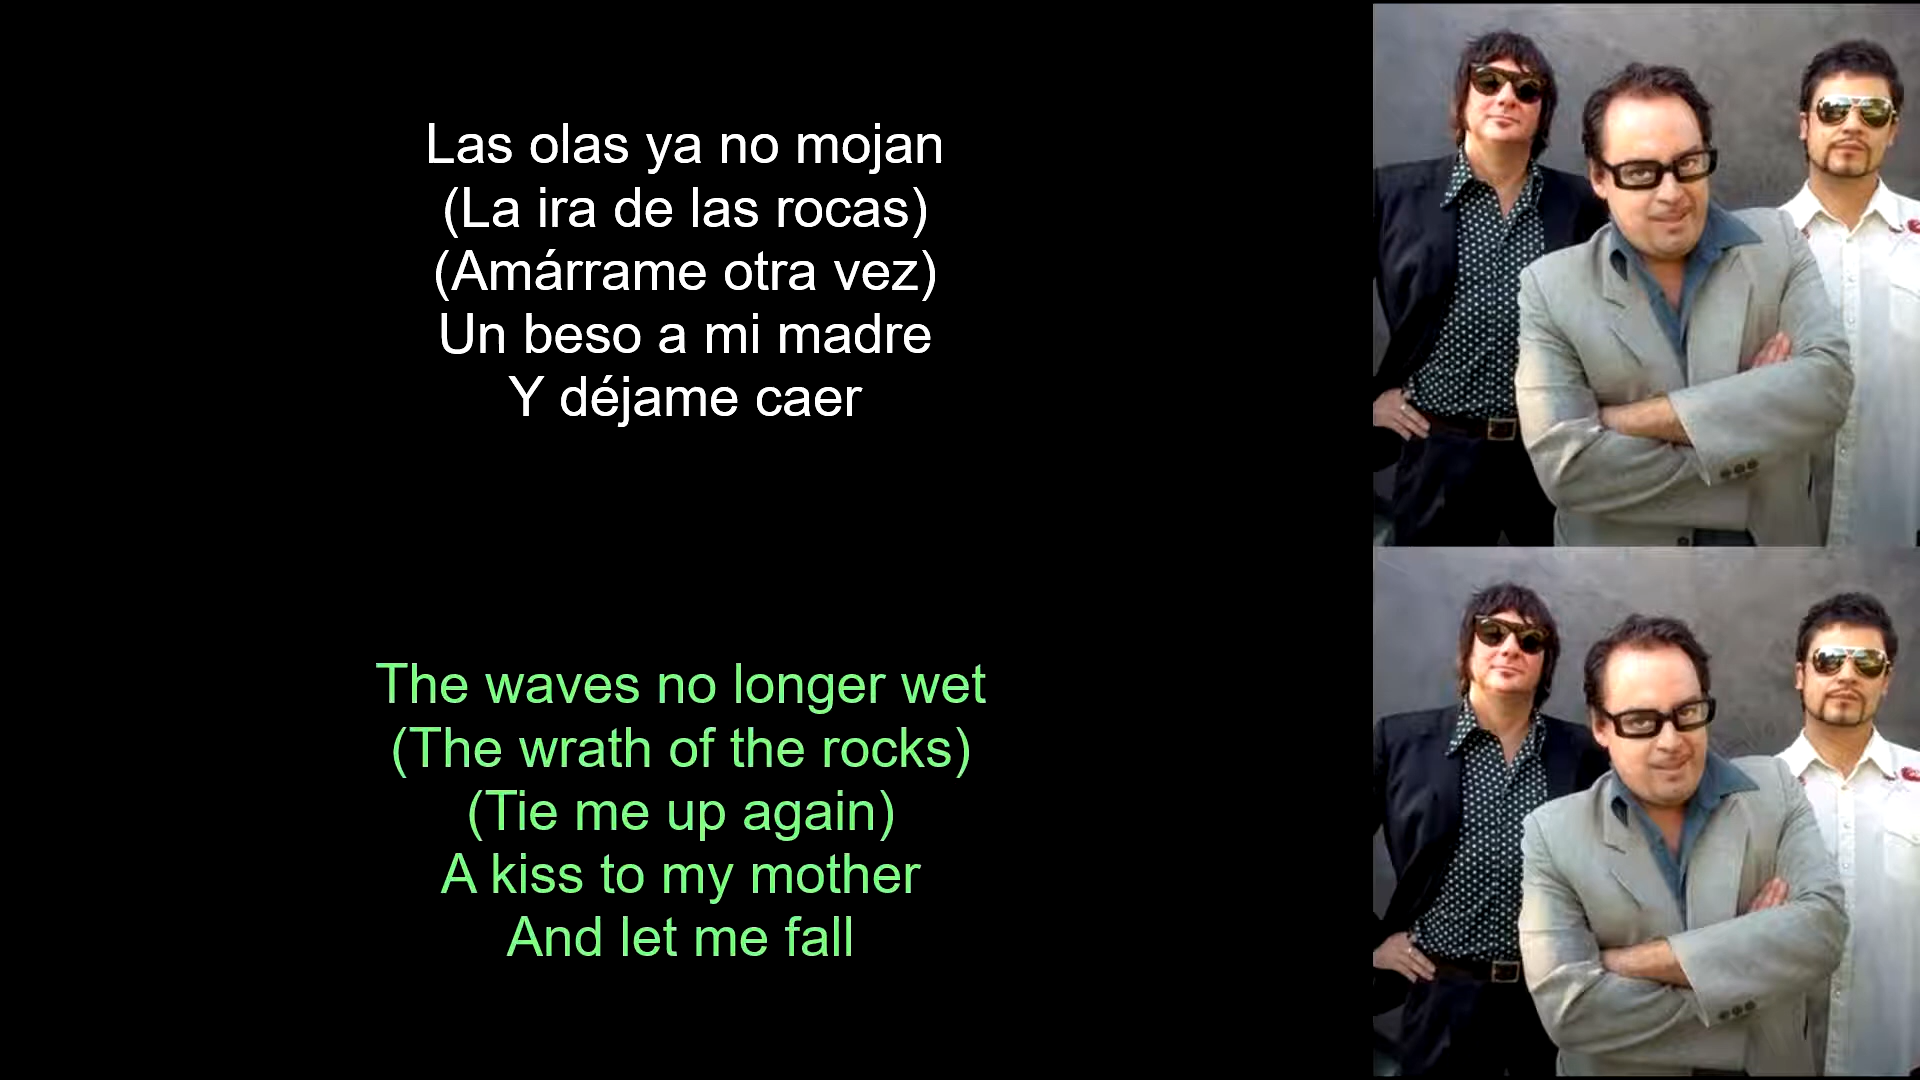 Las olas ya no mojan
(La ira de las rocas)
(Amárrame otra vez)
Un beso a mi madre
Y déjame caer
The waves no longer wet
(The wrath of the rocks)
(Tie me up again)
A kiss to my mother
And let me fall